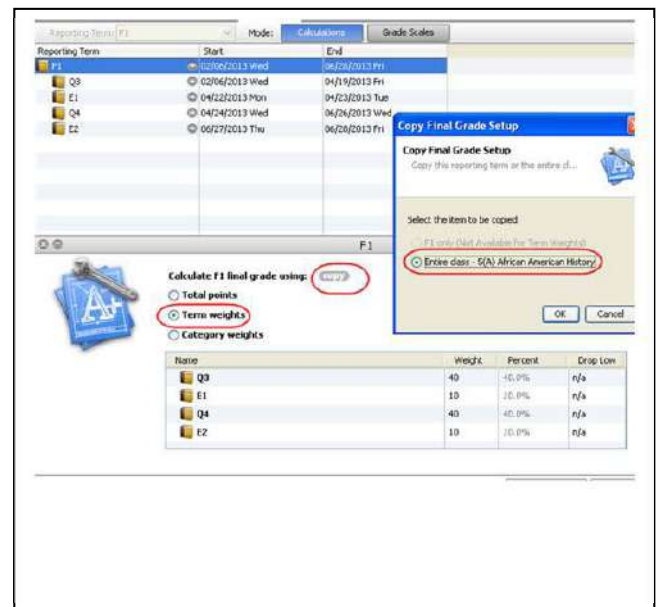 Reporting Term: F1 Mode: Calculations Grade Scales
Reporting Term Start End
F1 02/06/2013 Wed 06/28/2013 Fri
Q3 02/06/2013 Wed 04/19/2013 Fri
E1 04/22/2013 Mon 04/23/2013 Tue
Q4 04/24/2013 Wed 06/26/2013 Wed
E2 06/27/2013 Thu 06/28/2013 Fri
Copy Final Grade Setup
Copy Final Grade Setup
Copy this reporting term or the entire cl...
Select the item to be copied
F1 only (Not Available for Term Weights)
Entire class - 5(A) African American History
OK Cancel
F1
Calculate F1 final grade using: copy
Total points
Term weights
Category weights
Name Weight Percent Drop Low
Q3 40 40.0% n/a
E1 10 10.0% n/a
Q4 40 40.0% n/a
E2 10 10.0% n/a